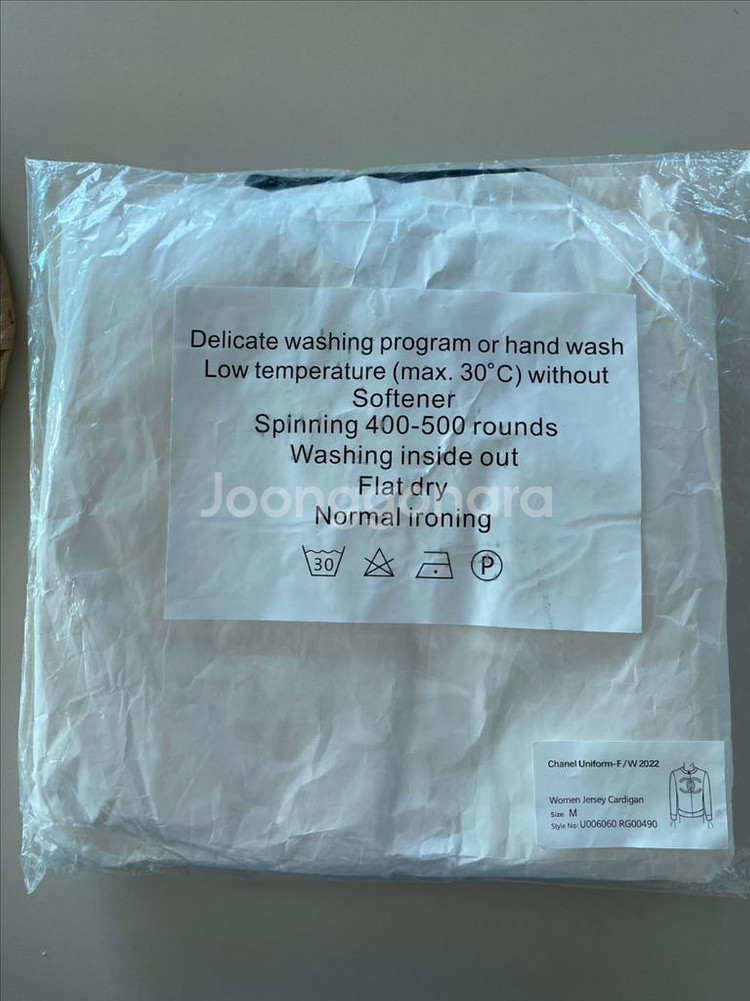 Delicate washing program or hand wash
Low temperature (max. 30°C) without
Softener
Spinning 400-500 rounds
Washing inside out
Flat dry
Joongonara
Normal ironing
30
P
Chanel Uniform-F/W 2022
Women Jersey Cardigan
Size: M
Style No: U006060 RG00490